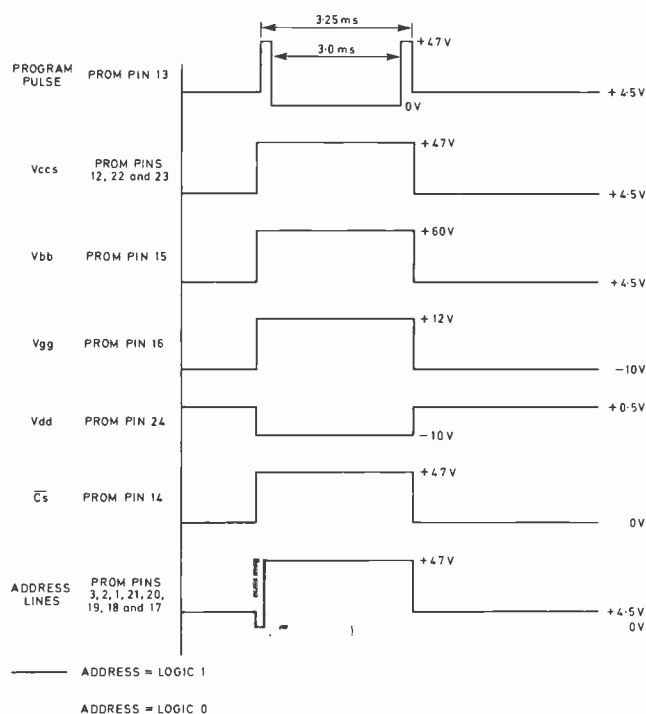 3·25ms
3·0ms
+47V
PROGRAM PULSE PROM PIN 13
+4·5V
0V
Vccs PROM PINS 12, 22 and 23
+47V
+4·5V
Vbb PROM PIN 15
+60V
+4·5V
Vgg PROM PIN 16
+12V
-10V
Vdd PROM PIN 24
+0·5V
-10V
Cs PROM PIN 14
+47V
0V
ADDRESS LINES PROM PINS 3, 2, 1, 21, 20, 19, 18 and 17
+47V
+4·5V
0V
ADDRESS = LOGIC 1
ADDRESS = LOGIC 0